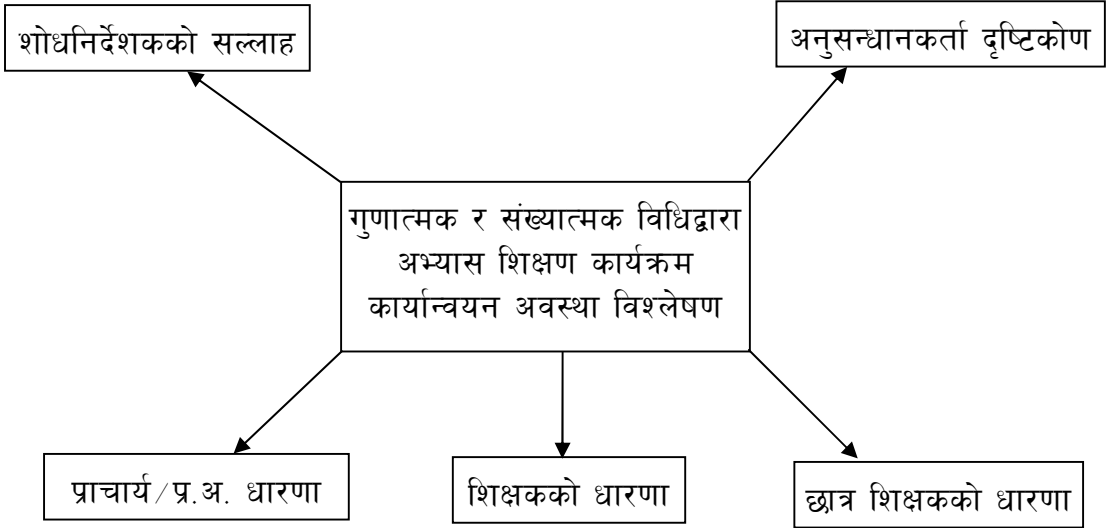 शोधनिर्देशकको सल्लाह
अनुसन्धानकर्ता दृष्टिकोण
गुणात्मक र संख्यात्मक विधिद्वारा
अभ्यास शिक्षण कार्यक्रम
कार्यान्वयन अवस्था विश्लेषण
प्राचार्य/प्र.अ. धारणा
शिक्षकको धारणा
छात्र शिक्षकको धारणा